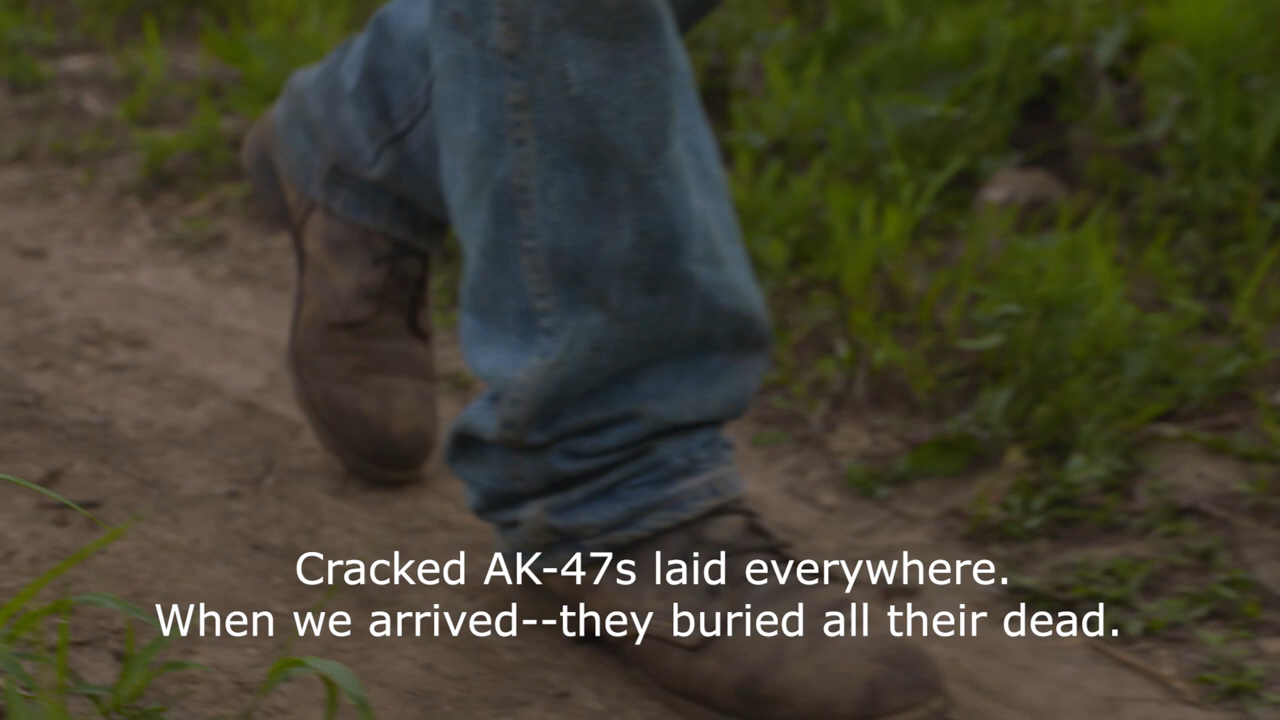 Cracked AK-47s laid everywhere.
When we arrived--they buried all their dead.